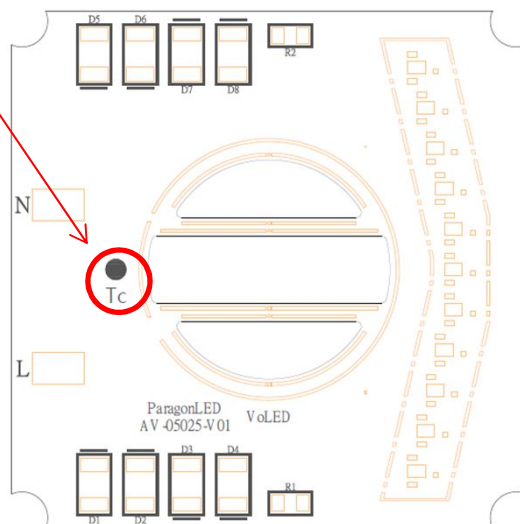 D5 D6
R2
D7 D8
N
Tc
L
ParagonLED
AV-05025-V01
VoLED
D3 D4
R1
D1 D2